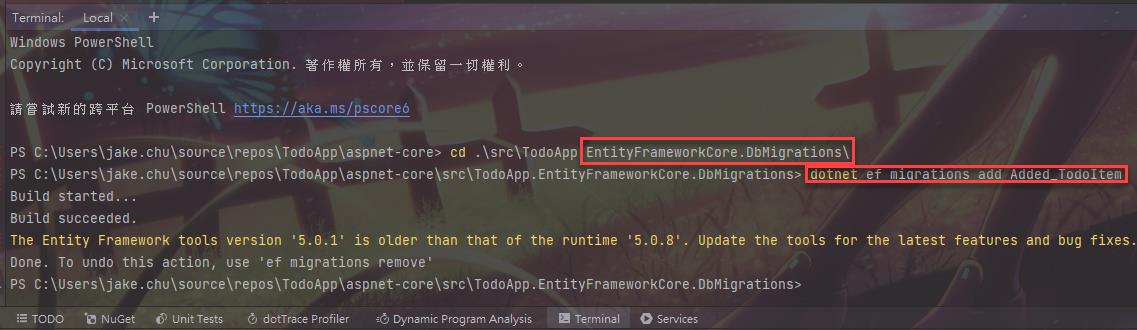 Terminal: Local × +
Windows PowerShell
Copyright (C) Microsoft Corporation. 著作權所有，並保留一切權利。
請嘗試新的跨平台 PowerShell https://aka.ms/pscore6
PS C:\Users\jake.chu\source\repos\TodoApp\aspnet-core> cd .\src\TodoApp.EntityFrameworkCore.DbMigrations\
PS C:\Users\jake.chu\source\repos\TodoApp\aspnet-core\src\TodoApp.EntityFrameworkCore.DbMigrations> dotnet ef migrations add Added_TodoItem
Build started...
Build succeeded.
The Entity Framework tools version '5.0.1' is older than that of the runtime '5.0.8'. Update the tools for the latest features and bug fixes.
Done. To undo this action, use 'ef migrations remove'
PS C:\Users\jake.chu\source\repos\TodoApp\aspnet-core\src\TodoApp.EntityFrameworkCore.DbMigrations>
TODO NuGet Unit Tests dotTrace Profiler Dynamic Program Analysis Terminal Services